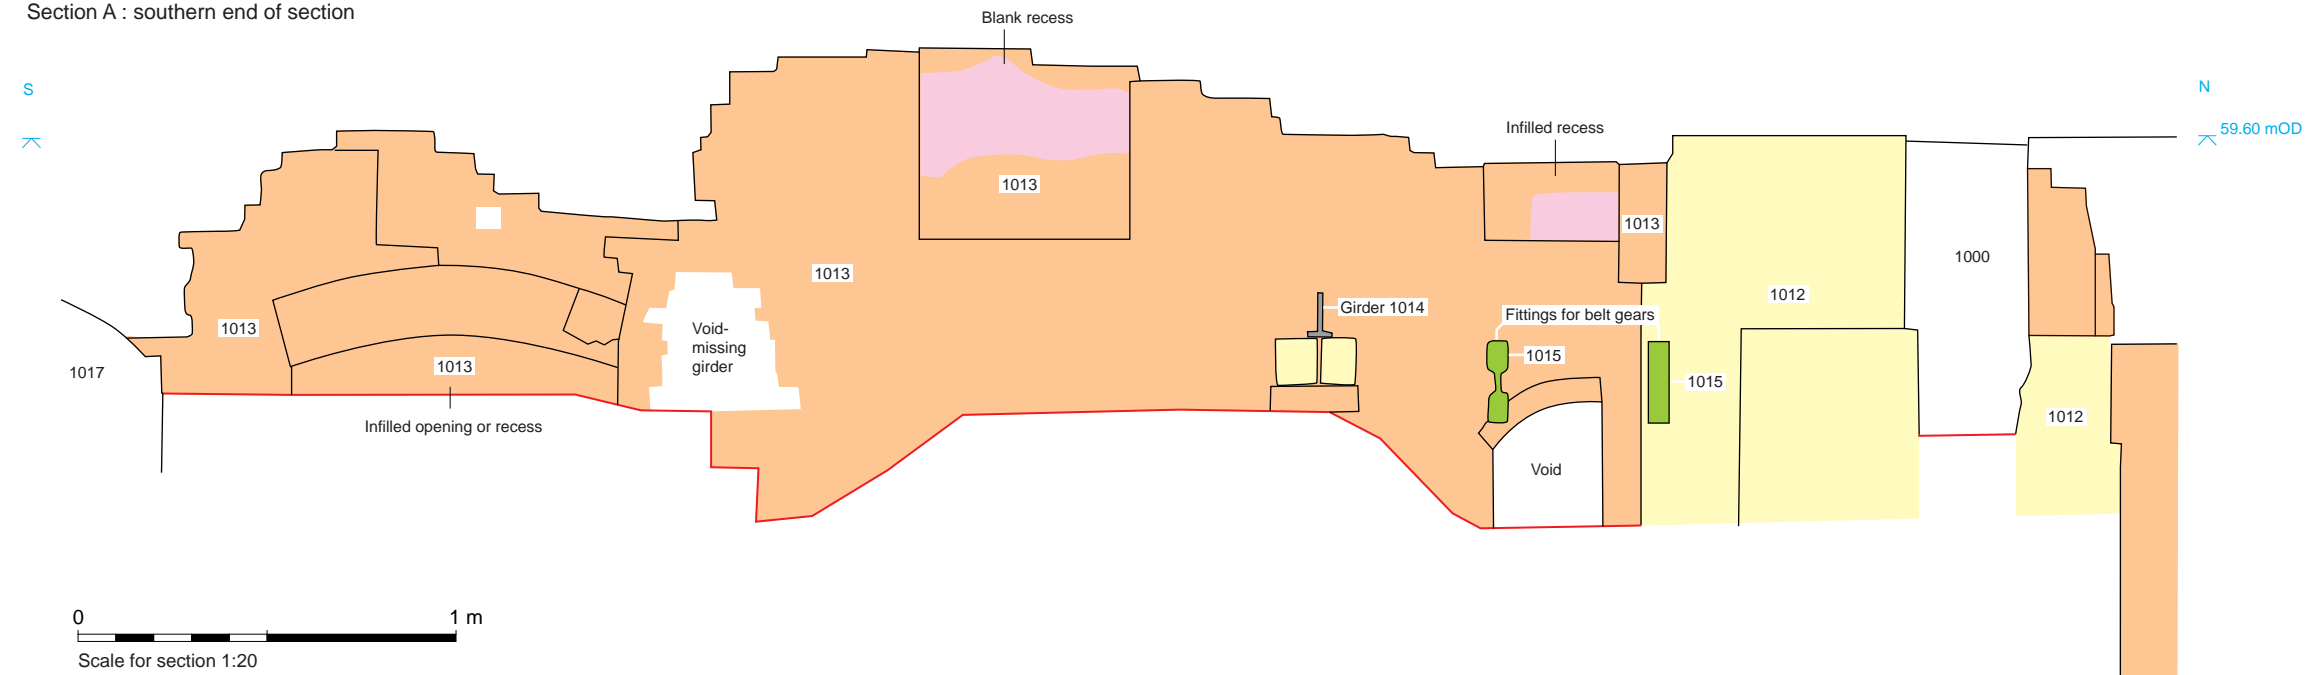 Section A : southern end of section
Blank recess
S
N
59.60 mOD
Infilled recess
1013
1013
1000
1013
1012
Girder 1014
Fittings for belt gears
1013
Void-
missing
girder
1015
1017
1013
1015
1012
Infilled opening or recess
Void
0 1 m
Scale for section 1:20